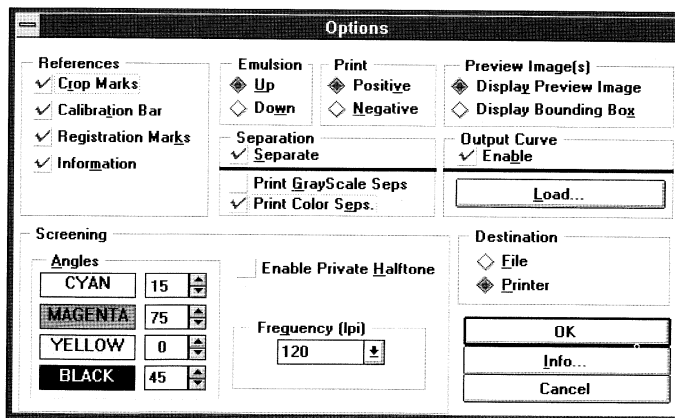 Options
References
Crop Marks
Calibration Bar
Registration Marks
Information
Emulsion
Up
Down
Print
Positive
Negative
Preview Image(s)
Display Preview Image
Display Bounding Box
Separation
Separate
Print GrayScale Seps
Print Color Seps.
Output Curve
Enable
Load...
Screening
Angles
CYAN 15
MAGENTA 75
YELLOW 0
BLACK 45
Enable Private Halftone
Frequency (lpi)
120
Destination
File
Printer
OK
Info...
Cancel